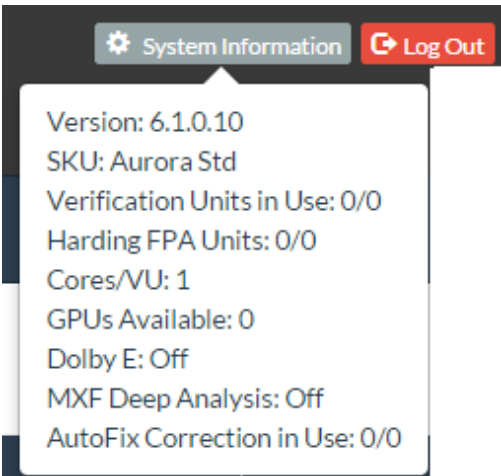 System Information Log Out
Version: 6.1.0.10
SKU: Aurora Std
Verification Units in Use: 0/0
Harding FPA Units: 0/0
Cores/VU: 1
GPUs Available: 0
Dolby E: Off
MXF Deep Analysis: Off
AutoFix Correction in Use: 0/0